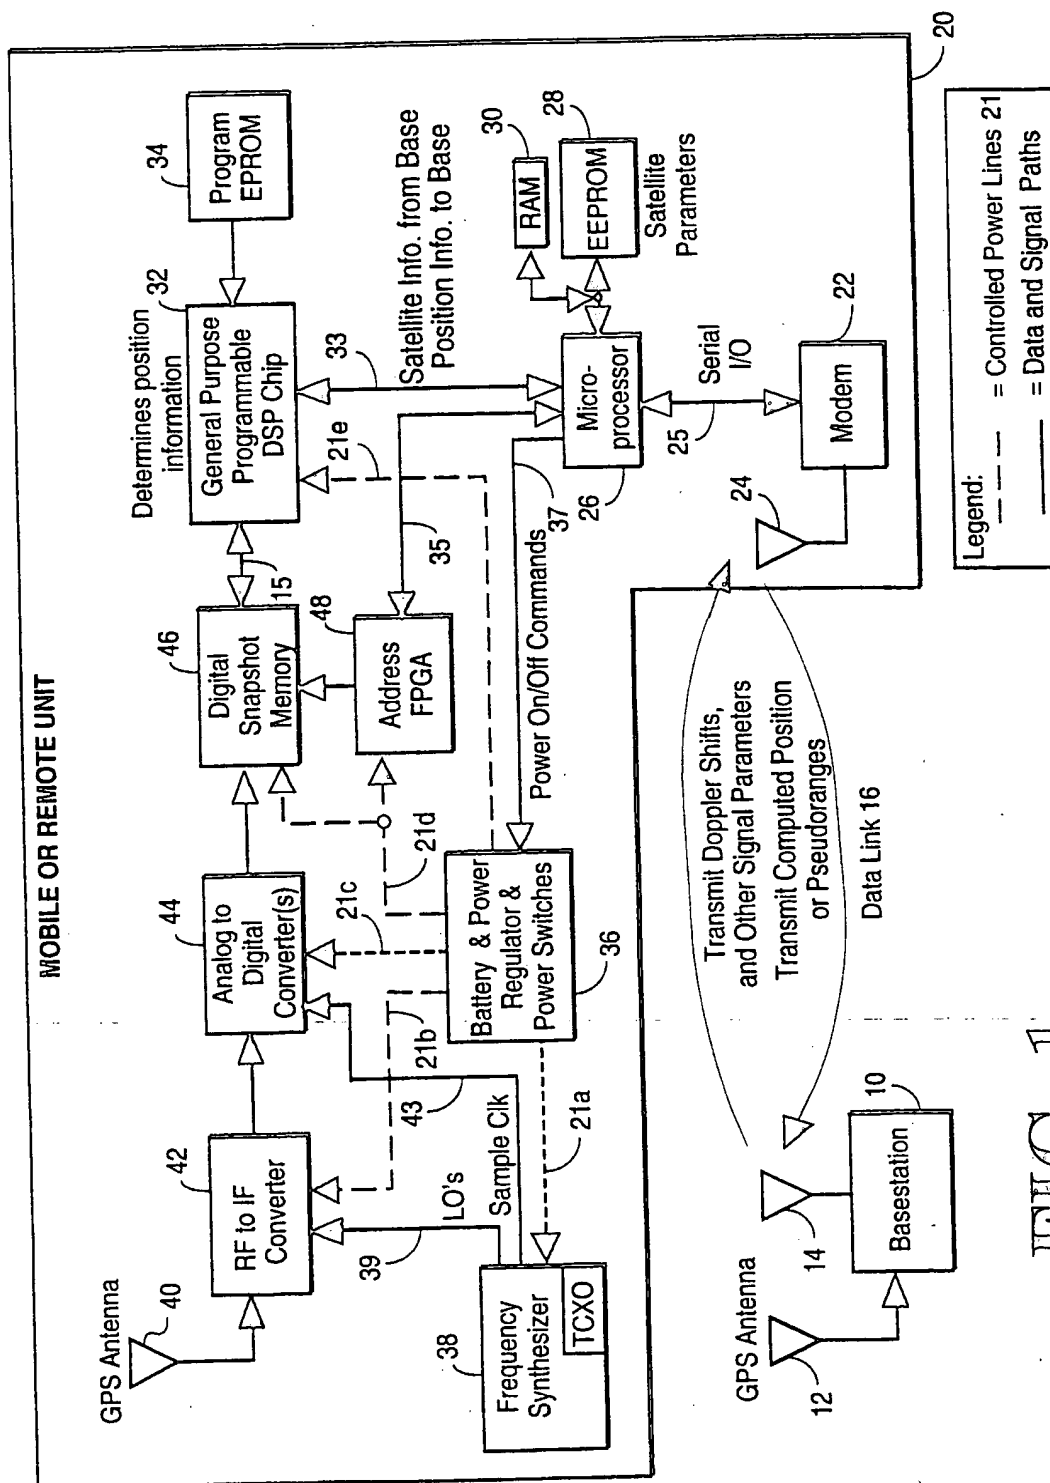 MOBILE OR REMOTE UNIT
GPS Antenna
40
RF to IF
Converter
42
Analog to
Digital
Converter(s)
44
Digital
Snapshot
Memory
46
15
Determines position
information
General Purpose
Programmable
DSP Chip
32
Program
EPROM
34
39
LO's
Sample Clk
43
21b
21c
21d
21e
Address
FPGA
48
35
33
Satellite Info. from Base
Position Info. to Base
Frequency
Synthesizer
TCXO
38
21a
Battery & Power
Regulator &
Power Switches
36
Power On/Off Commands
37
Micro-
processor
26
RAM
30
EEPROM
28
Satellite
Parameters
25
Serial
I/O
Modem
22
24
20
GPS Antenna
12
14
Basestation
10
Transmit Doppler Shifts,
and Other Signal Parameters
Transmit Computed Position
or Pseudoranges
Data Link 16
Legend:
= Controlled Power Lines 21
= Data and Signal Paths